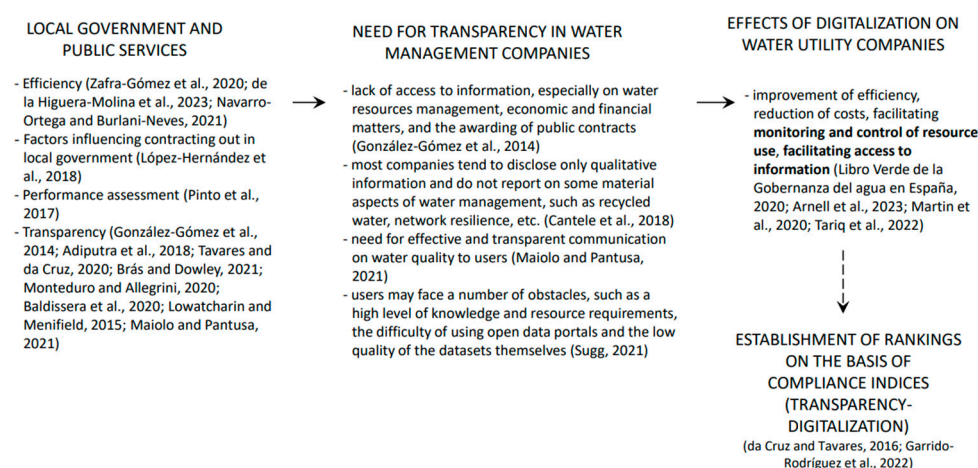 LOCAL GOVERNMENT AND
PUBLIC SERVICES
- Efficiency (Zafra-Gómez et al., 2020; de
la Higuera-Molina et al., 2023; Navarro-
Ortega and Burlani-Neves, 2021)
- Factors influencing contracting out in
local government (López-Hernández et
al., 2018)
- Performance assessment (Pinto et al.,
2017)
- Transparency (González-Gómez et al.,
2014; Adiputra et al., 2018; Tavares and
da Cruz, 2020; Brás and Dowley, 2021;
Monteduro and Allegrini, 2020;
Baldissera et al., 2020; Lowatcharin and
Menifield, 2015; Maiolo and Pantusa,
2021)
NEED FOR TRANSPARENCY IN WATER
MANAGEMENT COMPANIES
- lack of access to information, especially on water
resources management, economic and financial
matters, and the awarding of public contracts
(González-Gómez et al., 2014)
- most companies tend to disclose only qualitative
information and do not report on some material
aspects of water management, such as recycled
water, network resilience, etc. (Cantele et al., 2018)
- need for effective and transparent communication
on water quality to users (Maiolo and Pantusa,
2021)
- users may face a number of obstacles, such as a
high level of knowledge and resource requirements,
the difficulty of using open data portals and the low
quality of the datasets themselves (Sugg, 2021)
EFFECTS OF DIGITALIZATION ON
WATER UTILITY COMPANIES
- improvement of efficiency,
reduction of costs, facilitating
monitoring and control of resource
use, facilitating access to
information (Libro Verde de la
Gobernanza del agua en España,
2020; Arnell et al., 2023; Martin et
al., 2020; Tariq et al., 2022)
ESTABLISHMENT OF RANKINGS
ON THE BASIS OF
COMPLIANCE INDICES
(TRANSPARENCY-
DIGITALIZATION)
(da Cruz and Tavares, 2016; Garrido-
Rodríguez et al., 2022)